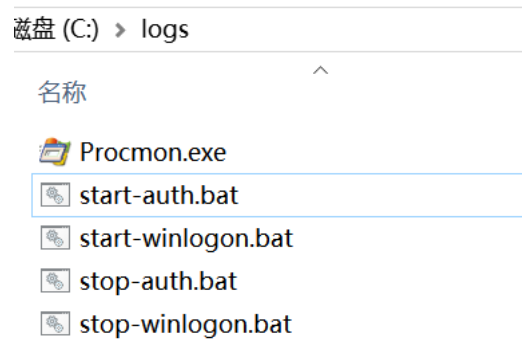 磁盘 (C:) > logs
名称
Procmon.exe
start-auth.bat
start-winlogon.bat
stop-auth.bat
stop-winlogon.bat